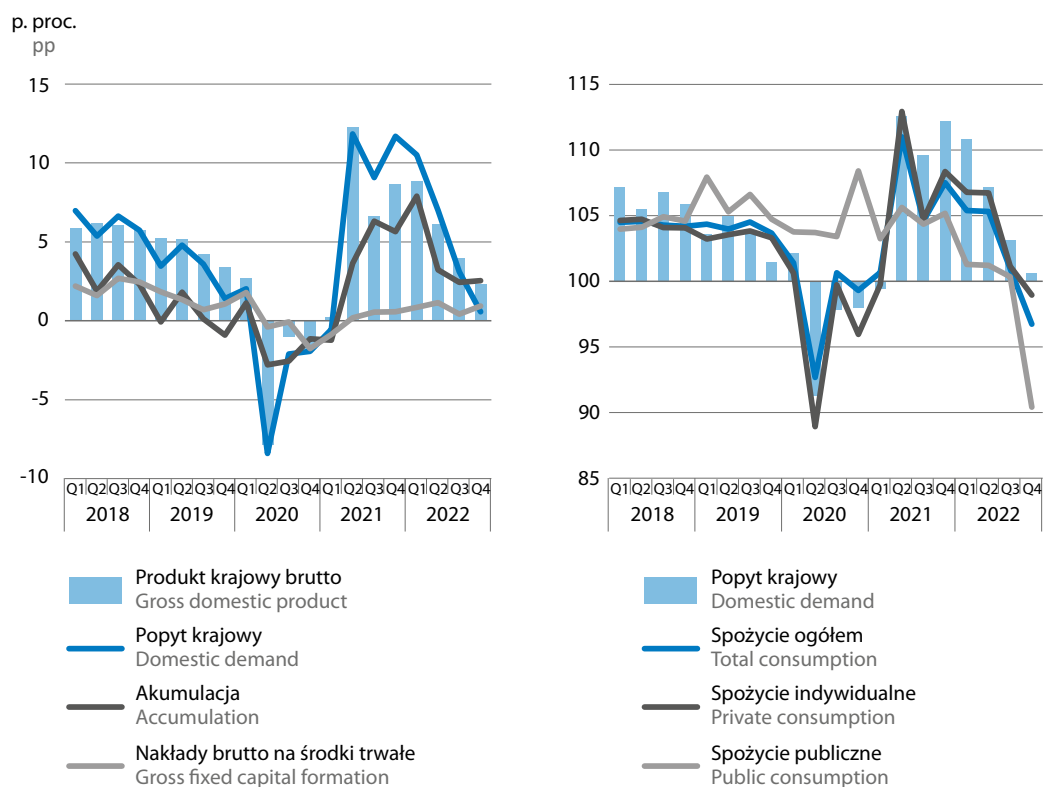 p. proc.
pp
15
10
5
0
-5
-10
Q1 Q2 Q3 Q4 Q1 Q2 Q3 Q4 Q1 Q2 Q3 Q4 Q1 Q2 Q3 Q4 Q1 Q2 Q3 Q4
2018 2019 2020 2021 2022
Produkt krajowy brutto
Gross domestic product
Popyt krajowy
Domestic demand
Akumulacja
Accumulation
Nakłady brutto na środki trwałe
Gross fixed capital formation
115
110
105
100
95
90
85
Q1 Q2 Q3 Q4 Q1 Q2 Q3 Q4 Q1 Q2 Q3 Q4 Q1 Q2 Q3 Q4 Q1 Q2 Q3 Q4
2018 2019 2020 2021 2022
Popyt krajowy
Domestic demand
Spożycie ogółem
Total consumption
Spożycie indywidualne
Private consumption
Spożycie publiczne
Public consumption